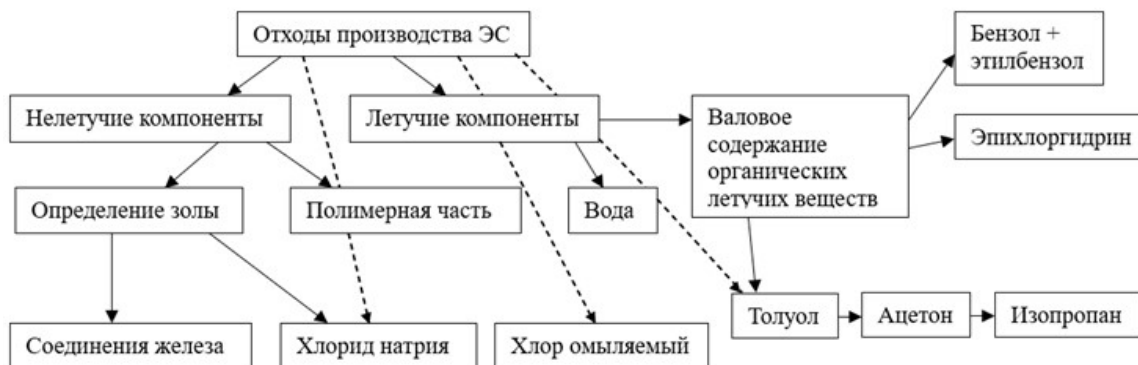 Отходы производства ЭС
Бензол +
этилбензол
Нелетучие компоненты
Летучие компоненты
Валовое
содержание
органических
летучих веществ
Эпихлоргидрин
Определение золы
Полимерная часть
Вода
Толуол
Ацетон
Изопропан
Соединения железа
Хлорид натрия
Хлор омыляемый